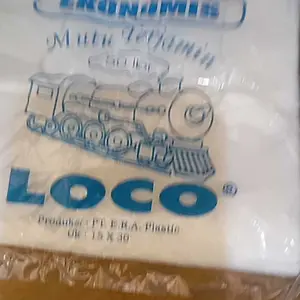 EKONOMIS
Mutu Terjamin
LOCO®
Produksi : PT. E.R.A. Plastic
Uk : 15 X 30